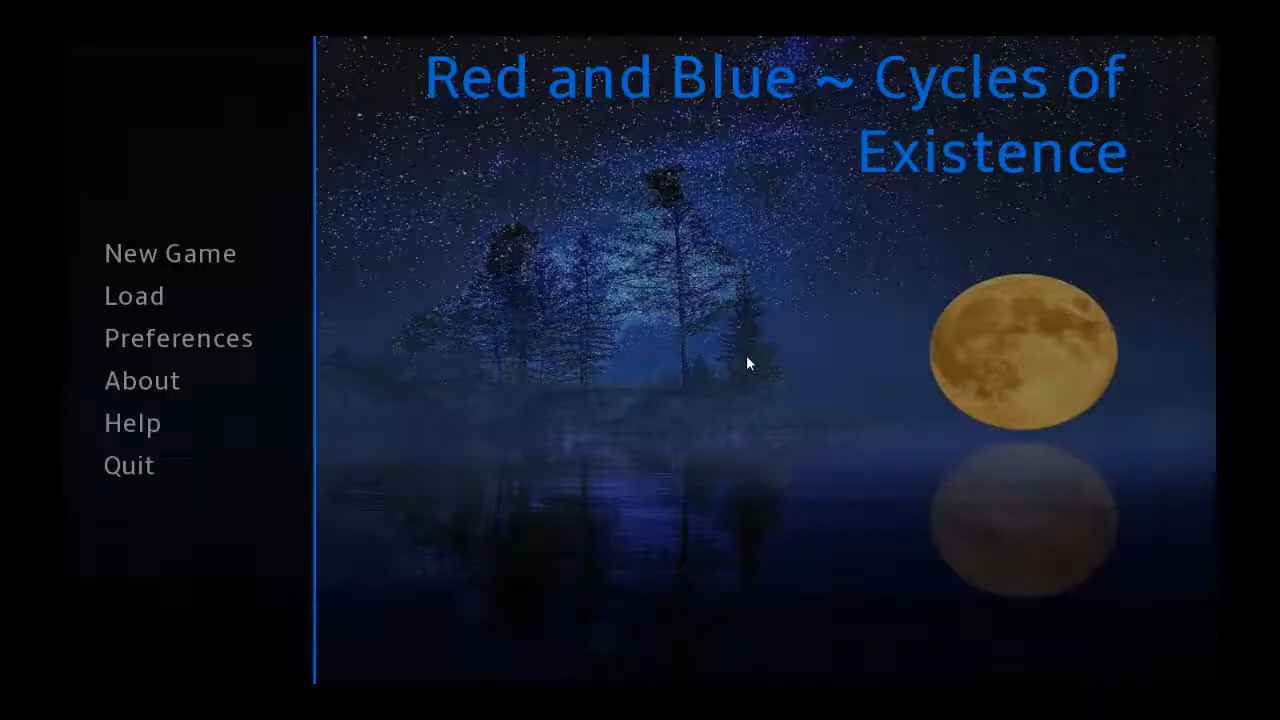 Red and Blue ~ Cycles of
Existence
New Game
Load
Preferences
About
Help
Quit